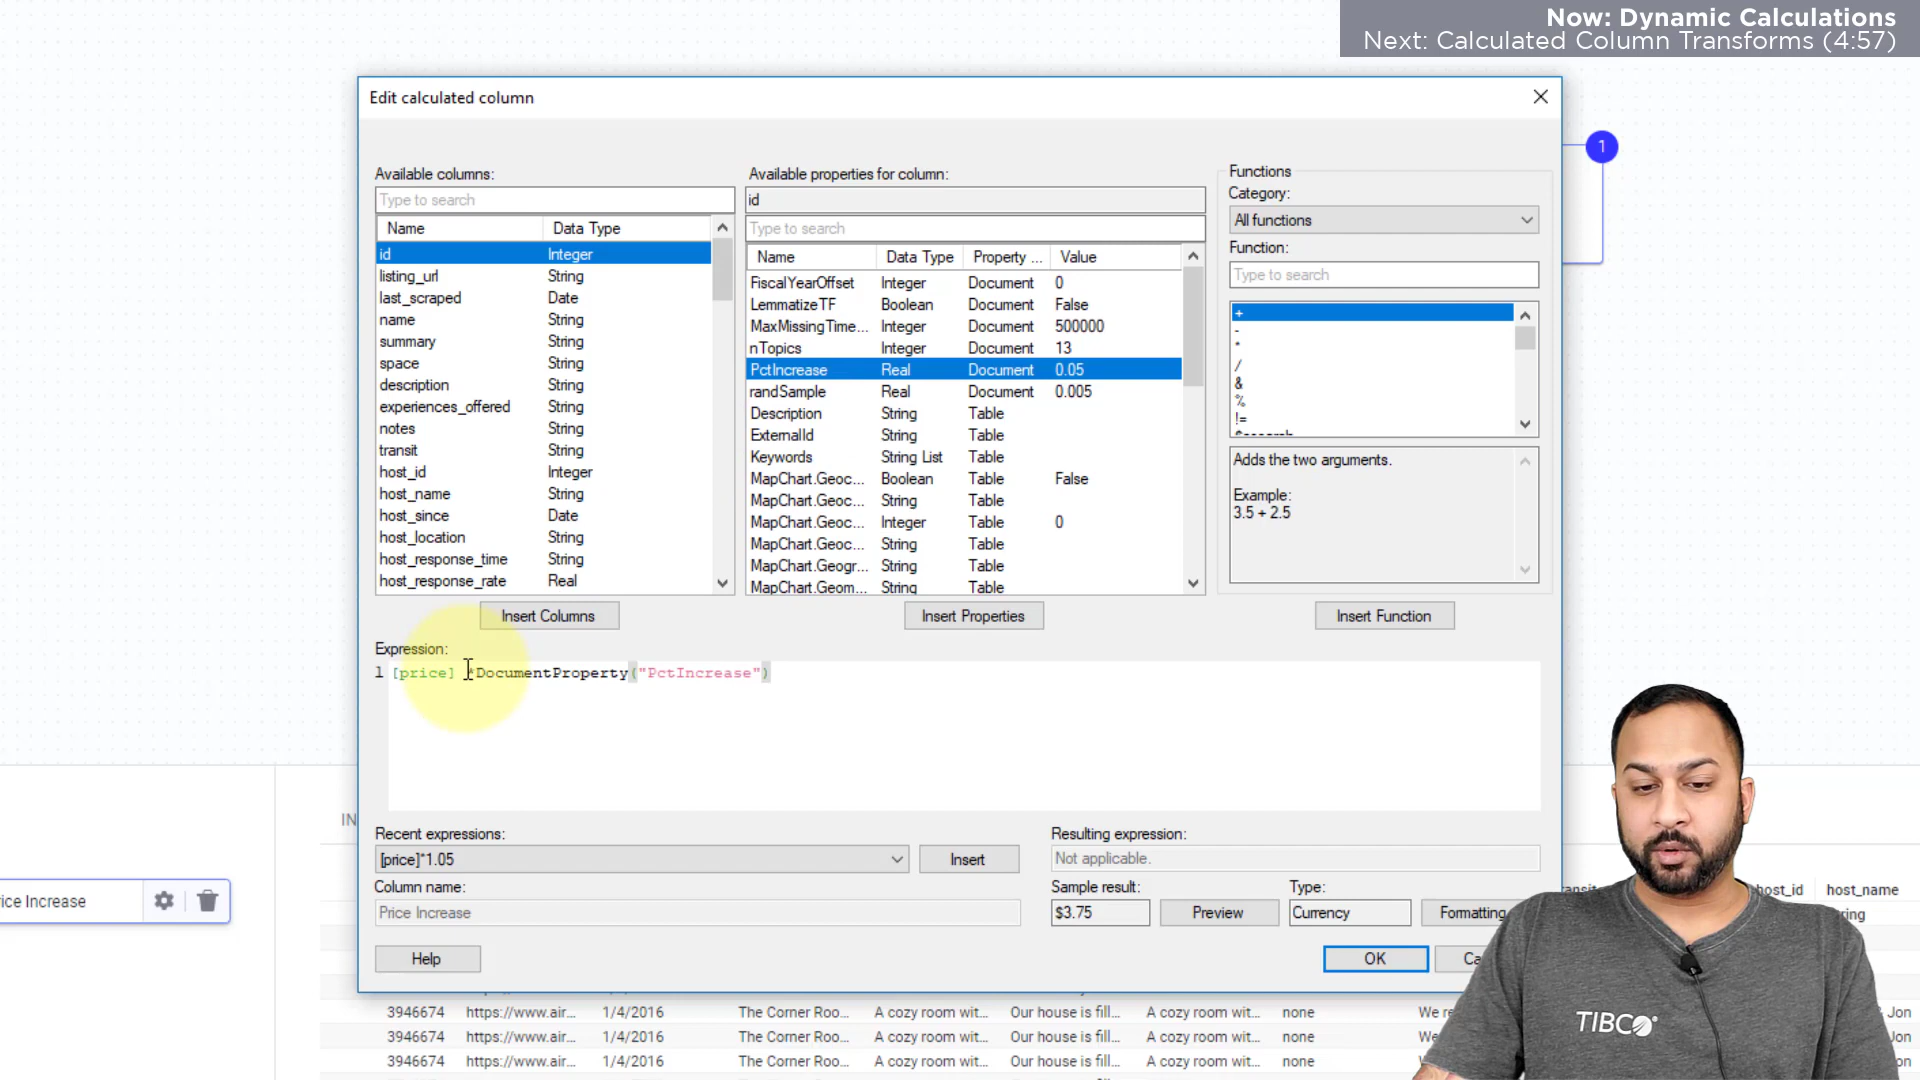 Now: Dynamic Calculations
Next: Calculated Column Transforms (4:57)
Edit calculated column
1
Available columns:
Type to search
Name Data Type
id Integer
listing_url String
last_scraped Date
name String
summary String
space String
description String
experiences_offered String
notes String
transit String
host_id Integer
host_name String
host_since Date
host_location String
host_response_time String
host_response_rate Real
Insert Columns
Available properties for column:
id
Type to search
Name Data Type Property ... Value
FiscalYearOffset Integer Document 0
LemmatizeTF Boolean Document False
MaxMissingTime... Integer Document 500000
nTopics Integer Document 13
PctIncrease Real Document 0.05
randSample Real Document 0.005
Description String Table
ExternalId String Table
Keywords String List Table
MapChart.Geoc... Boolean Table False
MapChart.Geoc... String Table
MapChart.Geoc... Integer Table 0
MapChart.Geoc... String Table
MapChart.Geogr... String Table
MapChart.Geom... String Table
Insert Properties
Functions
Category:
All functions
Function:
Type to search
+
-
*
/
&
%
!=
Adds the two arguments.
Example:
3.5 + 2.5
Insert Function
Expression:
1 [price] *DocumentProperty("PctIncrease")
Recent expressions:
[price]*1.05
Insert
Column name:
Price Increase
Resulting expression:
Not applicable.
Sample result:
$3.75
Preview
Type:
Currency
Formatting
Help
OK
Ca
IN
ice Increase
ansit host_id host_name
ring
3946674 https://www.air... 1/4/2016 The Corner Roo... A cozy room wit... Our house is fill... A cozy room wit... none We re Jon
3946674 https://www.air... 1/4/2016 The Corner Roo... A cozy room wit... Our house is fill... A cozy room wit... none We Jon
3946674 https://www.air... 1/4/2016 The Corner Roo... A cozy room wit... Our house is fill... A cozy room wit... none We Jon
TIBCO